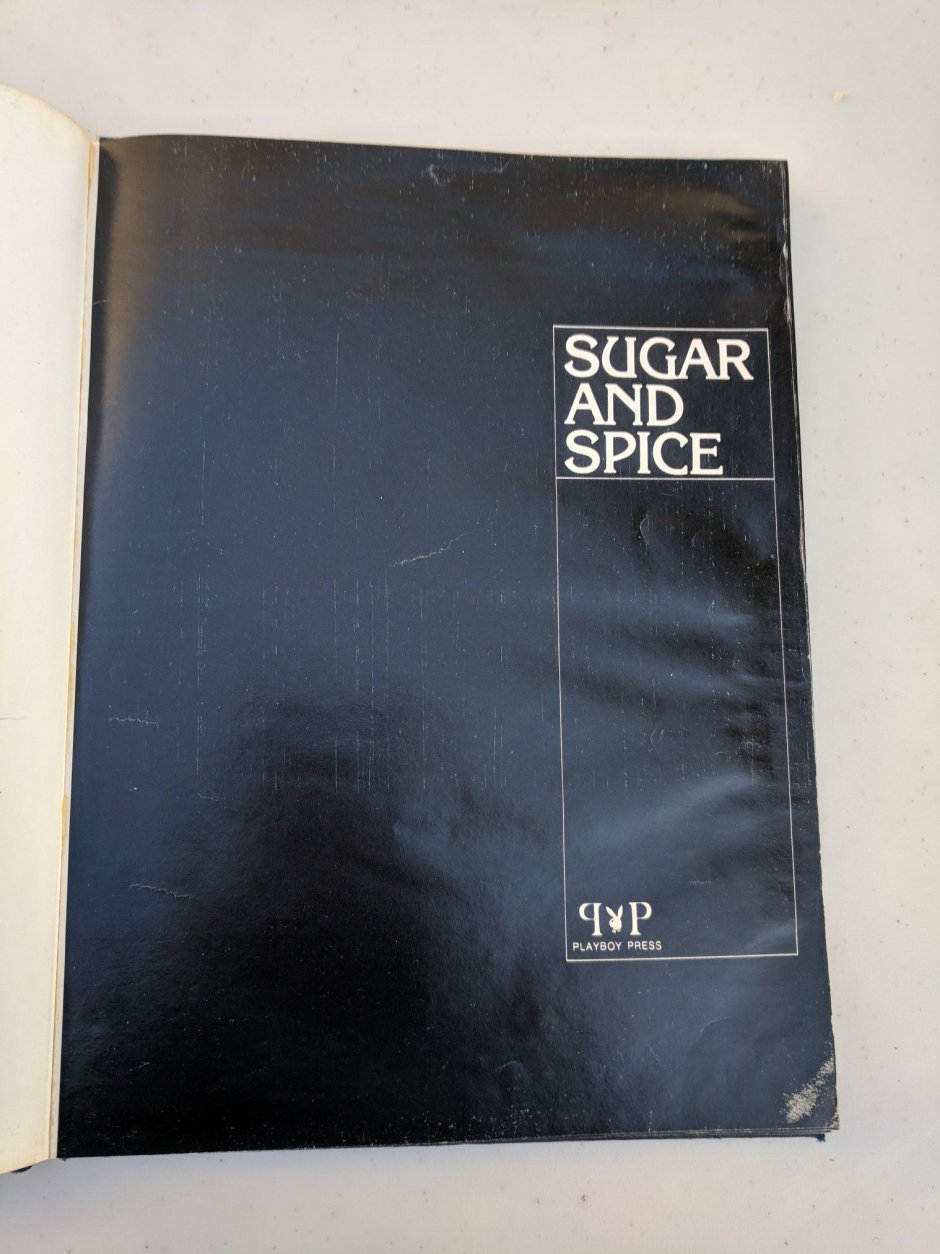 SUGAR
AND
SPICE
PP
PLAYBOY PRESS